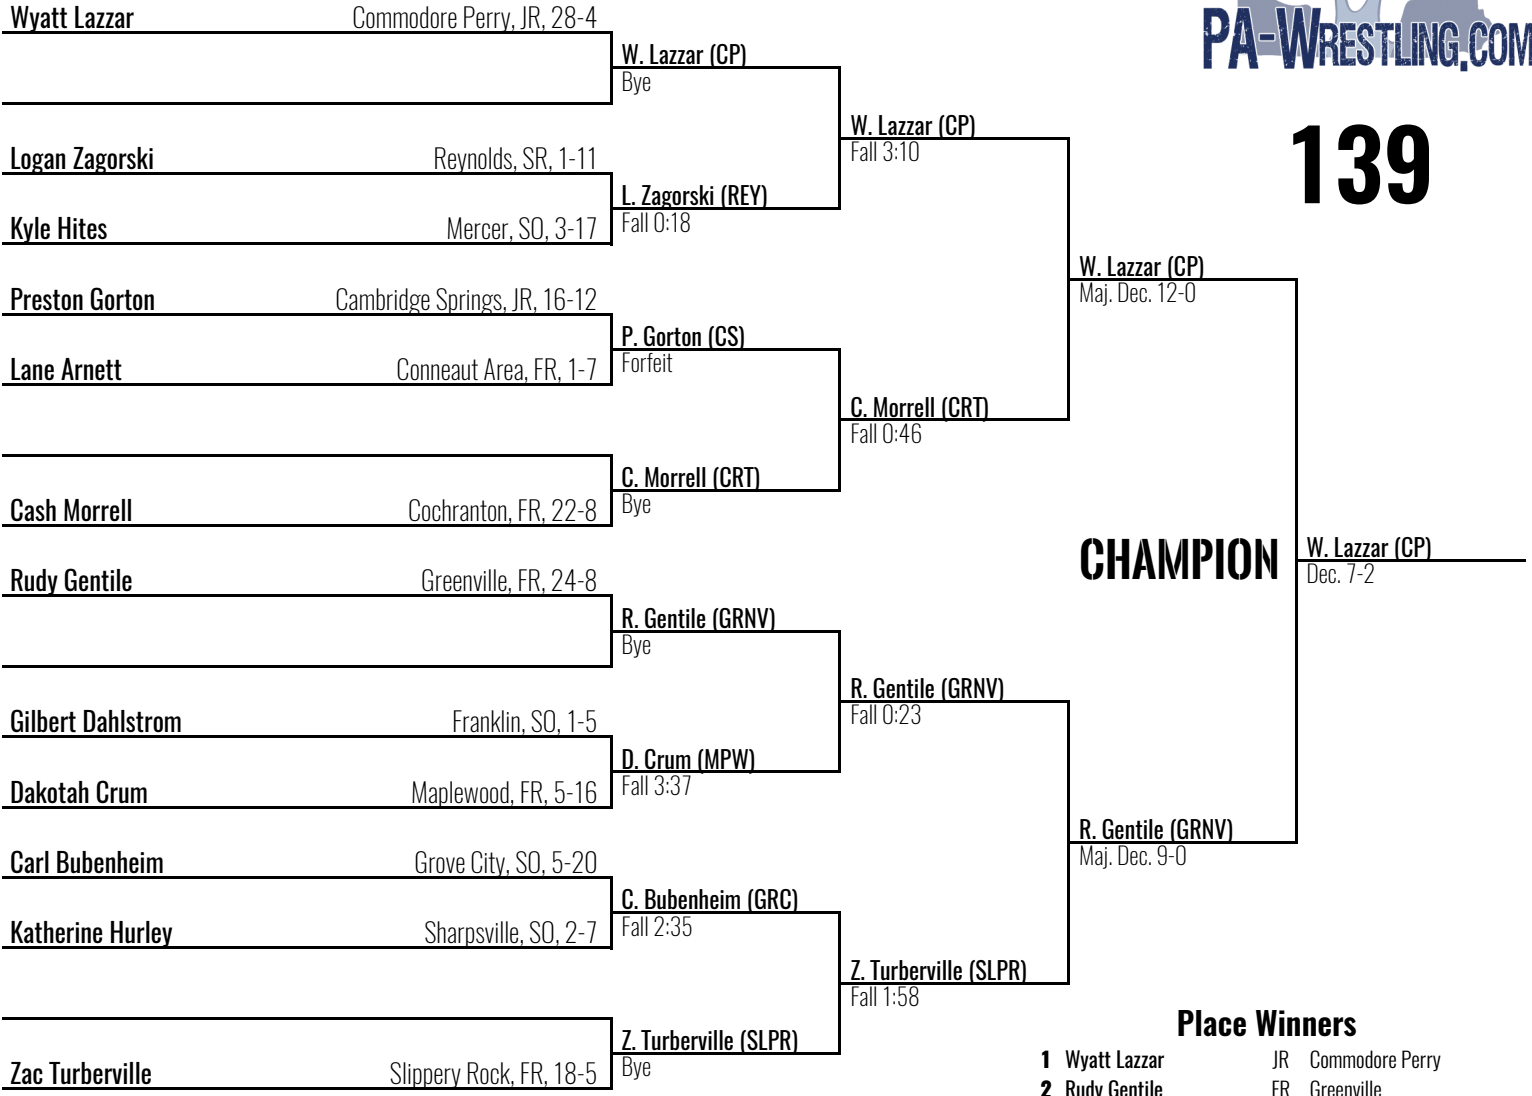 PA-WRESTLING.COM
139
Wyatt Lazzar Commodore Perry, JR, 28-4
W. Lazzar (CP)
Bye
W. Lazzar (CP)
Fall 3:10
Logan Zagorski Reynolds, SR, 1-11
L. Zagorski (REY)
Fall 0:18
Kyle Hites Mercer, SO, 3-17
W. Lazzar (CP)
Maj. Dec. 12-0
Preston Gorton Cambridge Springs, JR, 16-12
P. Gorton (CS)
Forfeit
Lane Arnett Conneaut Area, FR, 1-7
C. Morrell (CRT)
Fall 0:46
C. Morrell (CRT)
Bye
Cash Morrell Cochranton, FR, 22-8
CHAMPION
W. Lazzar (CP)
Dec. 7-2
Rudy Gentile Greenville, FR, 24-8
R. Gentile (GRNV)
Bye
R. Gentile (GRNV)
Fall 0:23
Gilbert Dahlstrom Franklin, SO, 1-5
D. Crum (MPW)
Fall 3:37
Dakotah Crum Maplewood, FR, 5-16
R. Gentile (GRNV)
Maj. Dec. 9-0
Carl Bubenheim Grove City, SO, 5-20
C. Bubenheim (GRC)
Fall 2:35
Katherine Hurley Sharpsville, SO, 2-7
Z. Turberville (SLPR)
Fall 1:58
Z. Turberville (SLPR)
Bye
Zac Turberville Slippery Rock, FR, 18-5
Place Winners
1 Wyatt Lazzar JR Commodore Perry
2 Rudy Gentile FR Greenville